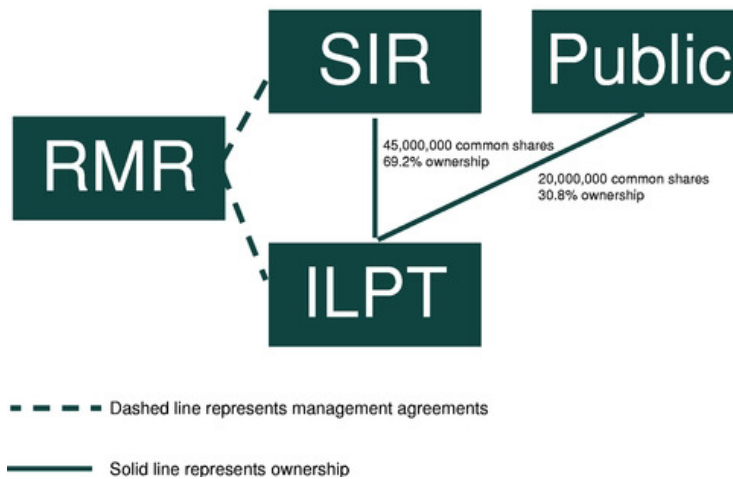 SIR
Public
RMR
45,000,000 common shares
69.2% ownership
20,000,000 common shares
30.8% ownership
ILPT
Dashed line represents management agreements
Solid line represents ownership